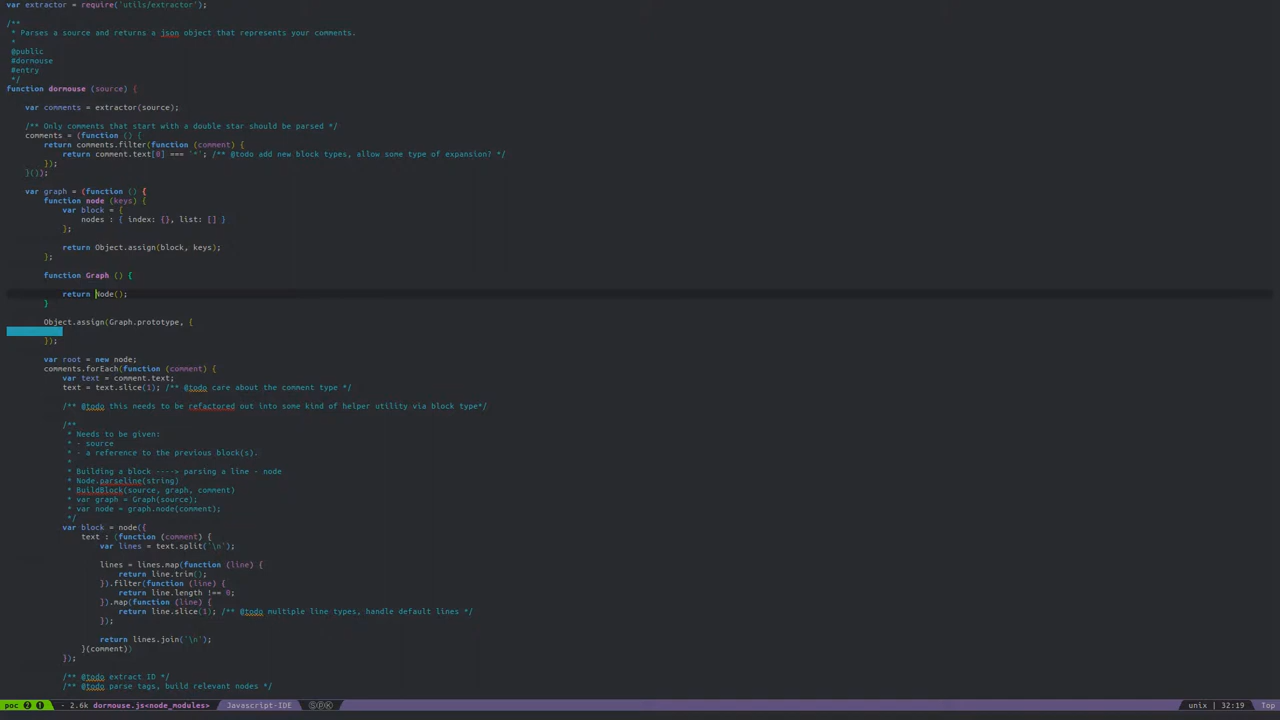 var extractor = require('utils/extractor');
/**
* Parses a source and returns a json object that represents your comments.
*
@public
#dormouse
#entry
*/
function dormouse (source) {
var comments = extractor(source);
/** Only comments that start with a double star should be parsed */
comments = (function () {
return comments.filter(function (comment) {
return comment.text[0] === '*'; /** @todo add new block types, allow some type of expansion? */
});
}());
var graph = (function () {
function node (keys) {
var block = {
nodes : { index: {}, list: [] }
};
return Object.assign(block, keys);
};
function Graph () {
return Node();
}
Object.assign(Graph.prototype, {
});
var root = new node;
comments.forEach(function (comment) {
var text = comment.text;
text = text.slice(1); /** @todo care about the comment type */
/** @todo this needs to be refactored out into some kind of helper utility via block type*/
/**
* Needs to be given:
* - source
* - a reference to the previous block(s).
*
* Building a block ----> parsing a line - node
* Node.parseline(string)
* BuildBlock(source, graph, comment)
* var graph = Graph(source);
* var node = graph.node(comment);
*/
var block = node({
text : (function (comment) {
var lines = text.split('\n');
lines = lines.map(function (line) {
return line.trim();
}).filter(function (line) {
return line.length !== 0;
}).map(function (line) {
return line.slice(1); /** @todo multiple line types, handle default lines */
});
return lines.join('\n');
}(comment))
});
/** @todo extract ID */
/** @todo parse tags, build relevant nodes */
poc ❷ ❶ - 2.6k dormouse.js<node_modules> Javascript-IDE ⓈⓅⓀ unix | 32:19 Top